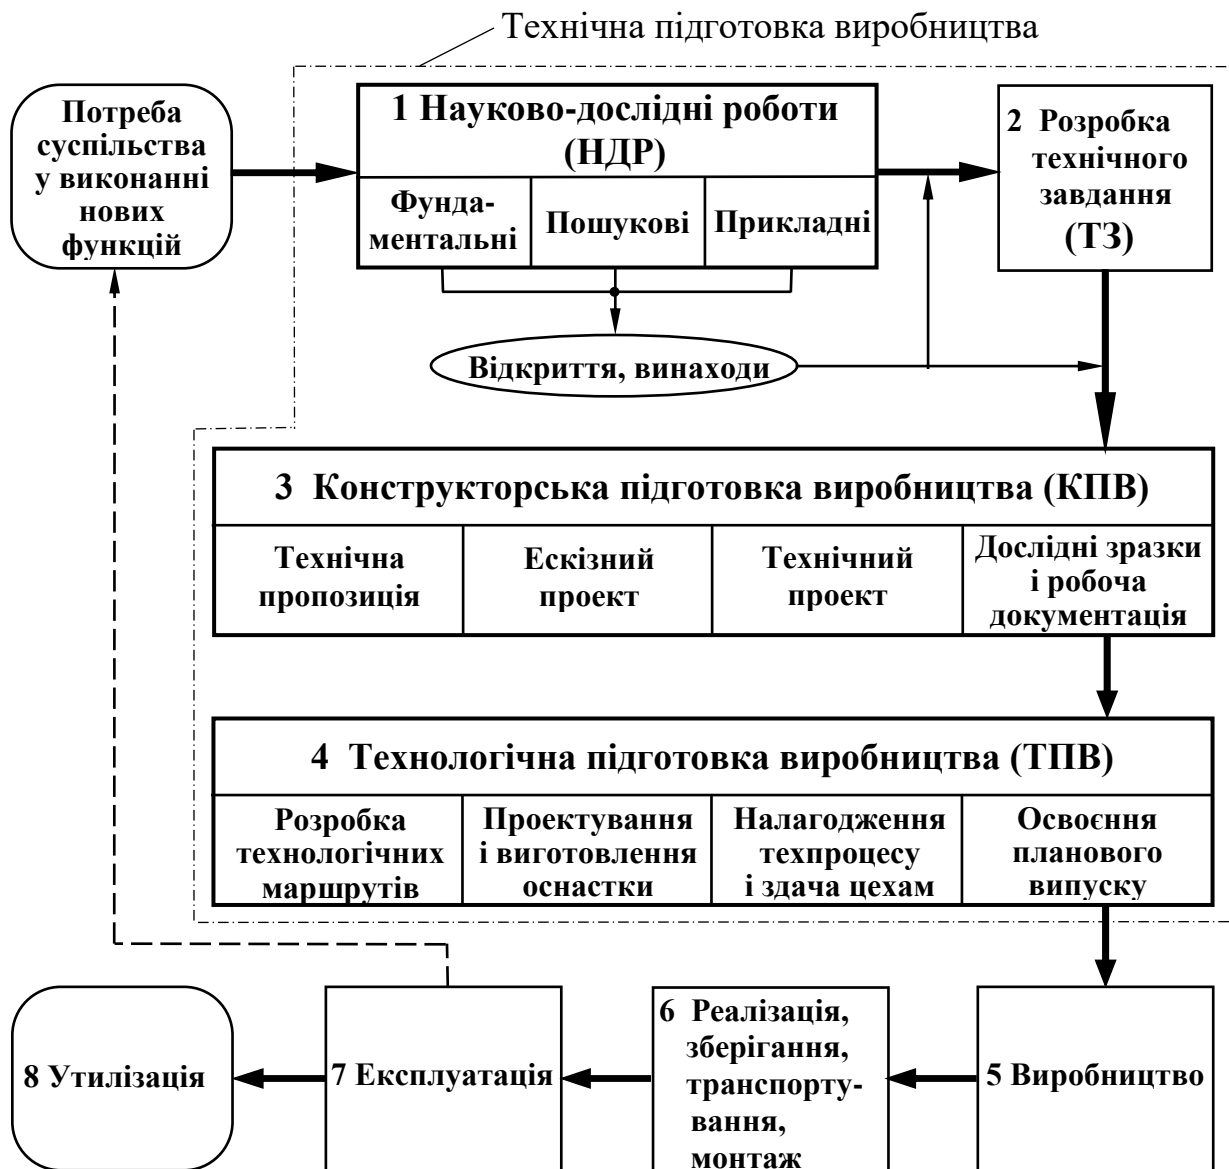 Технічна підготовка виробництва
Потреба
суспільства
у виконанні
нових
функцій
1 Науково-дослідні роботи
(НДР)
Фунда-
ментальні
Пошукові
Прикладні
2 Розробка
технічного
завдання
(ТЗ)
Відкриття, винаходи
3 Конструкторська підготовка виробництва (КПВ)
Технічна
пропозиція
Ескізний
проект
Технічний
проект
Дослідні зразки
і робоча
документація
4 Технологічна підготовка виробництва (ТПВ)
Розробка
технологічних
маршрутів
Проектування
і виготовлення
оснастки
Налагодження
техпроцесу
і здача цехам
Освоєння
планового
випуску
8 Утилізація
7 Експлуатація
6 Реалізація,
зберігання,
транспорту-
вання,
монтаж
5 Виробництво